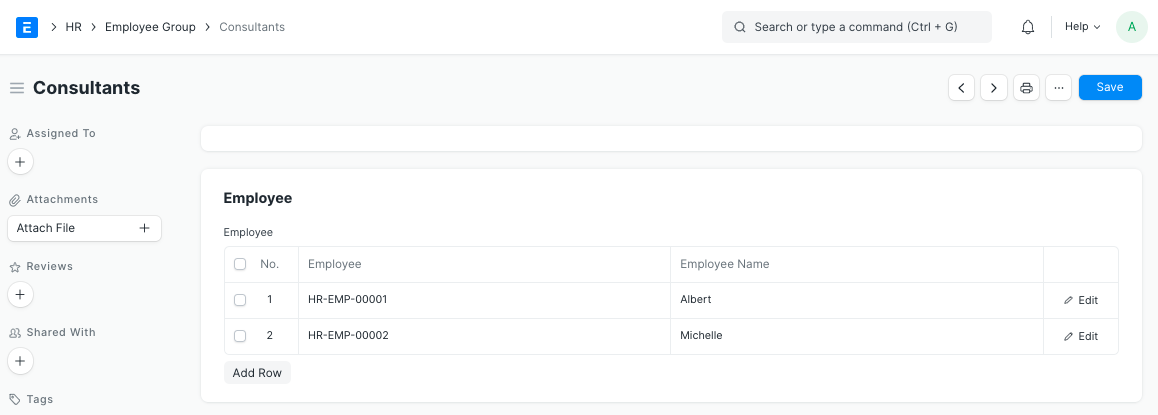 E HR Employee Group Consultants Search or type a command (Ctrl + G) Help A
Consultants Save
Assigned To
Attachments
Attach File
Reviews
Shared With
Tags
Employee
Employee
No. Employee Employee Name
1 HR-EMP-00001 Albert Edit
2 HR-EMP-00002 Michelle Edit
Add Row